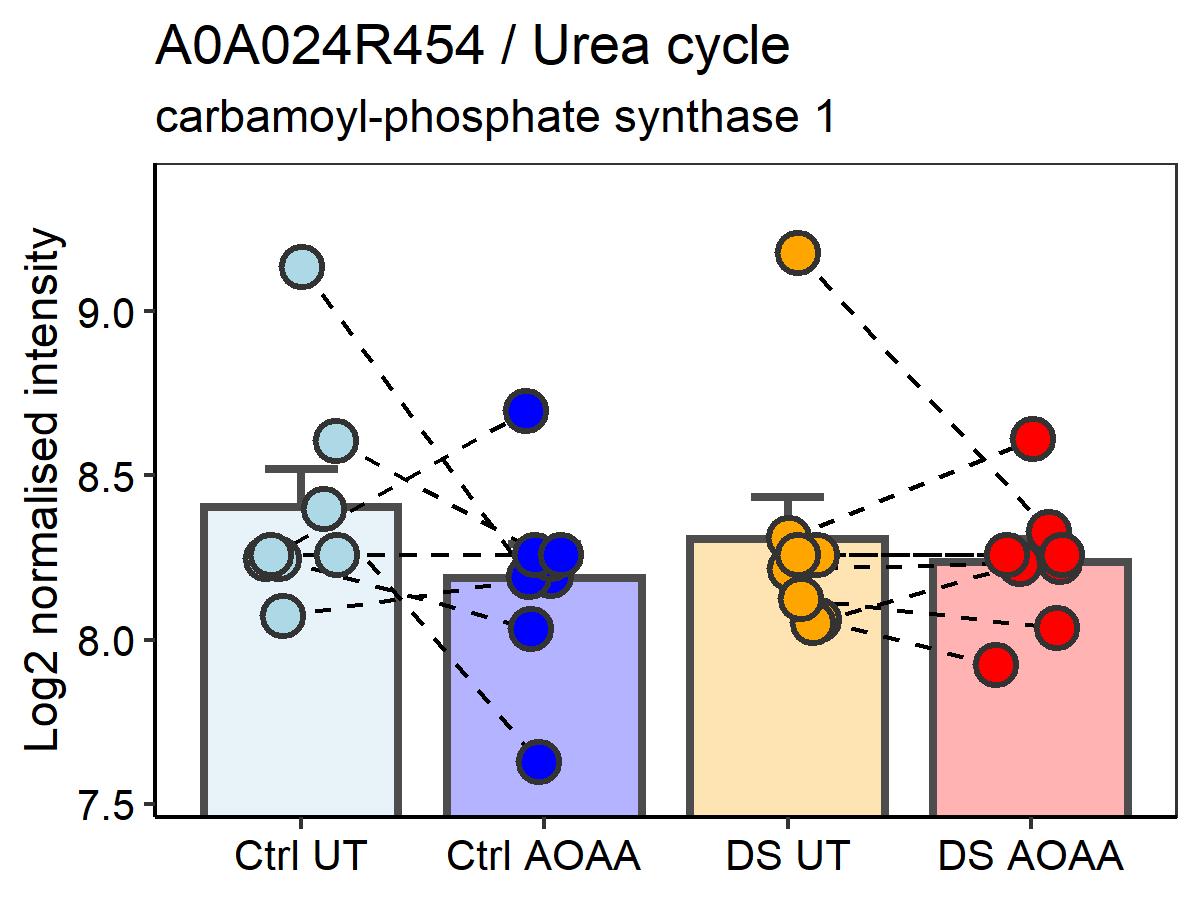 A0A024R454 / Urea cycle
carbamoyl-phosphate synthase 1
Log2 normalised intensity
9.0
8.5
8.0
7.5
Ctrl UT
Ctrl AOAA
DS UT
DS AOAA